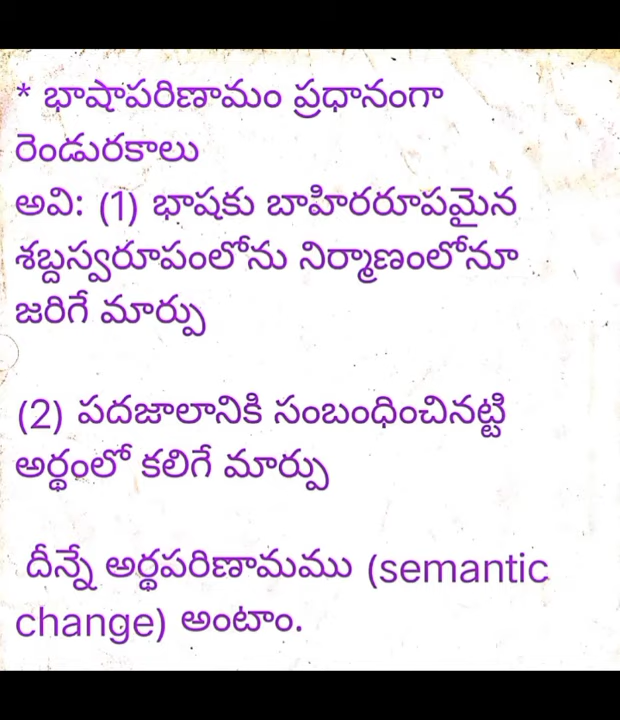 * భాషాపరిణామం ప్రధానంగా
రెండురకాలు
అవి: (1) భాషకు బాహిరరూపమైన
శబ్దస్వరూపంలోను నిర్మాణంలోనూ
జరిగే మార్పు
(2) పదజాలానికి సంబంధించినట్టి
అర్థంలో కలిగే మార్పు
దీన్నే అర్థపరిణామము (semantic
change) అంటాం.